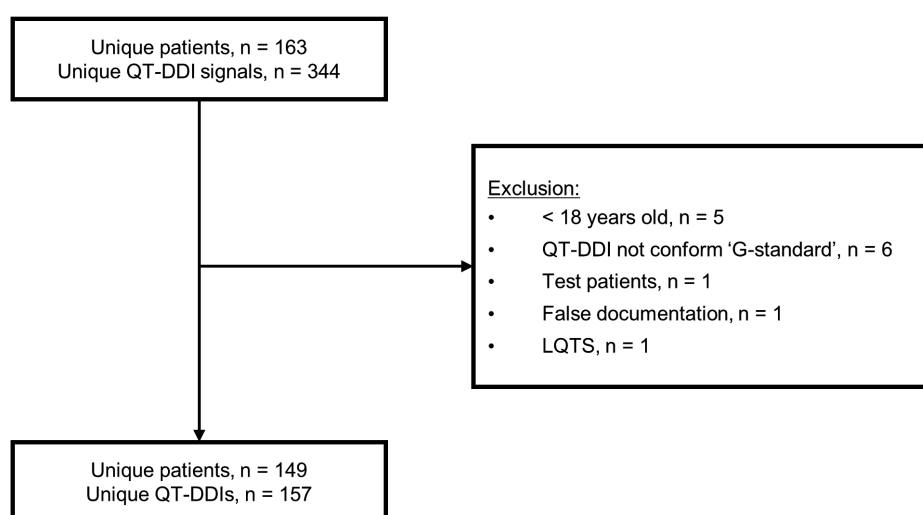 Unique patients, n = 163
Unique QT-DDI signals, n = 344
Exclusion:
• < 18 years old, n = 5
• QT-DDI not conform ‘G-standard’, n = 6
• Test patients, n = 1
• False documentation, n = 1
• LQTS, n = 1
Unique patients, n = 149
Unique QT-DDIs, n = 157